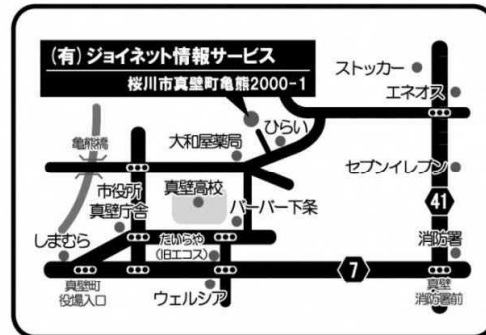 (有)ジョイネット情報サービス
桜川市真壁町亀熊2000-1
ストッカー
エネオス
ひらい
亀熊橋
大和屋薬局
セブンイレブン
市役所
真壁庁舎
真壁高校
バーバー下条
41
しまむら
たいらや
(旧エコス)
消防署
7
真壁町
役場入口
ウェルシア
真壁
消防署前